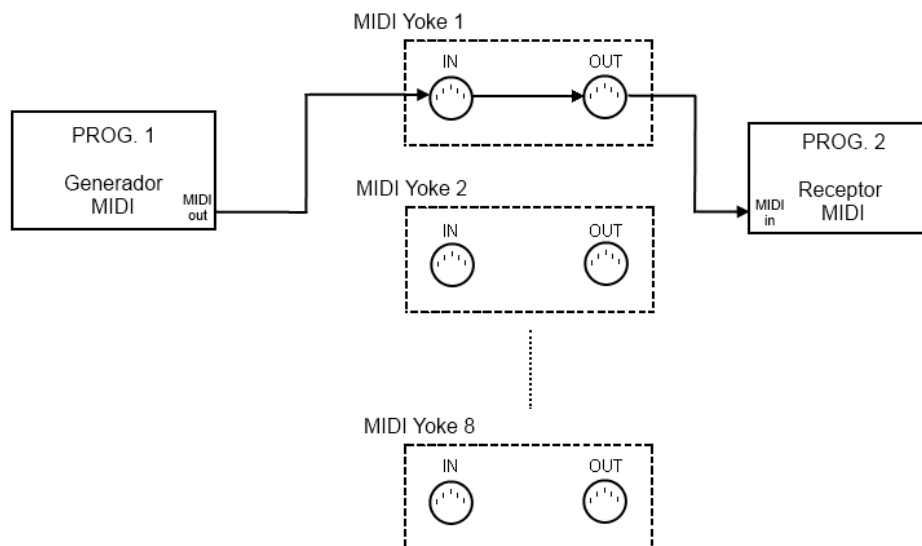 MIDI Yoke 1
IN
OUT
PROG. 1
Generador
MIDI
MIDI
out
PROG. 2
Receptor
MIDI
MIDI
in
MIDI Yoke 2
IN
OUT
MIDI Yoke 8
IN
OUT